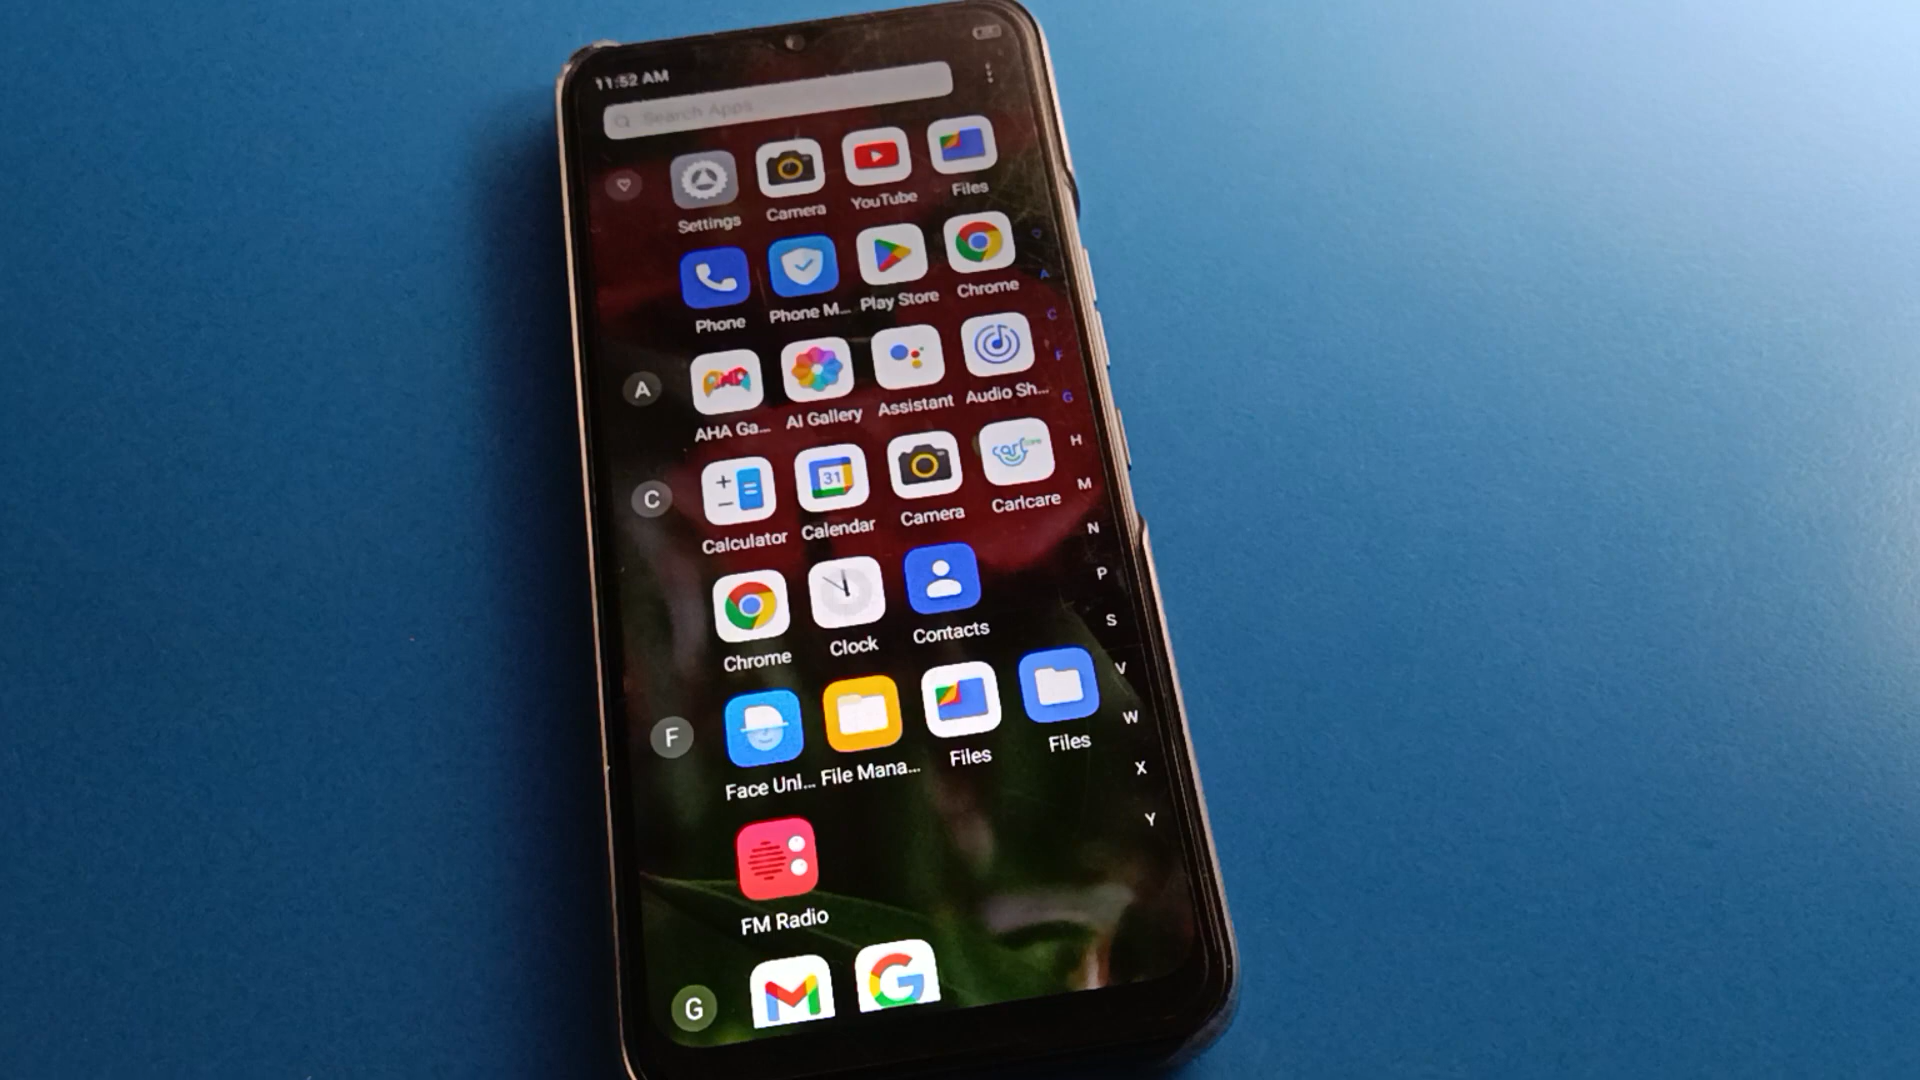 11:52 AM
Search Apps
Settings Camera YouTube Files
Phone Phone M... Play Store Chrome
A
AHA Ga... AI Gallery Assistant Audio Sh...
C
Calculator Calendar Camera Carlcare
31
Chrome Clock Contacts
F
Face Unl... File Mana... Files Files
FM Radio
G
A
C
F
G
H
M
N
P
S
V
W
X
Y